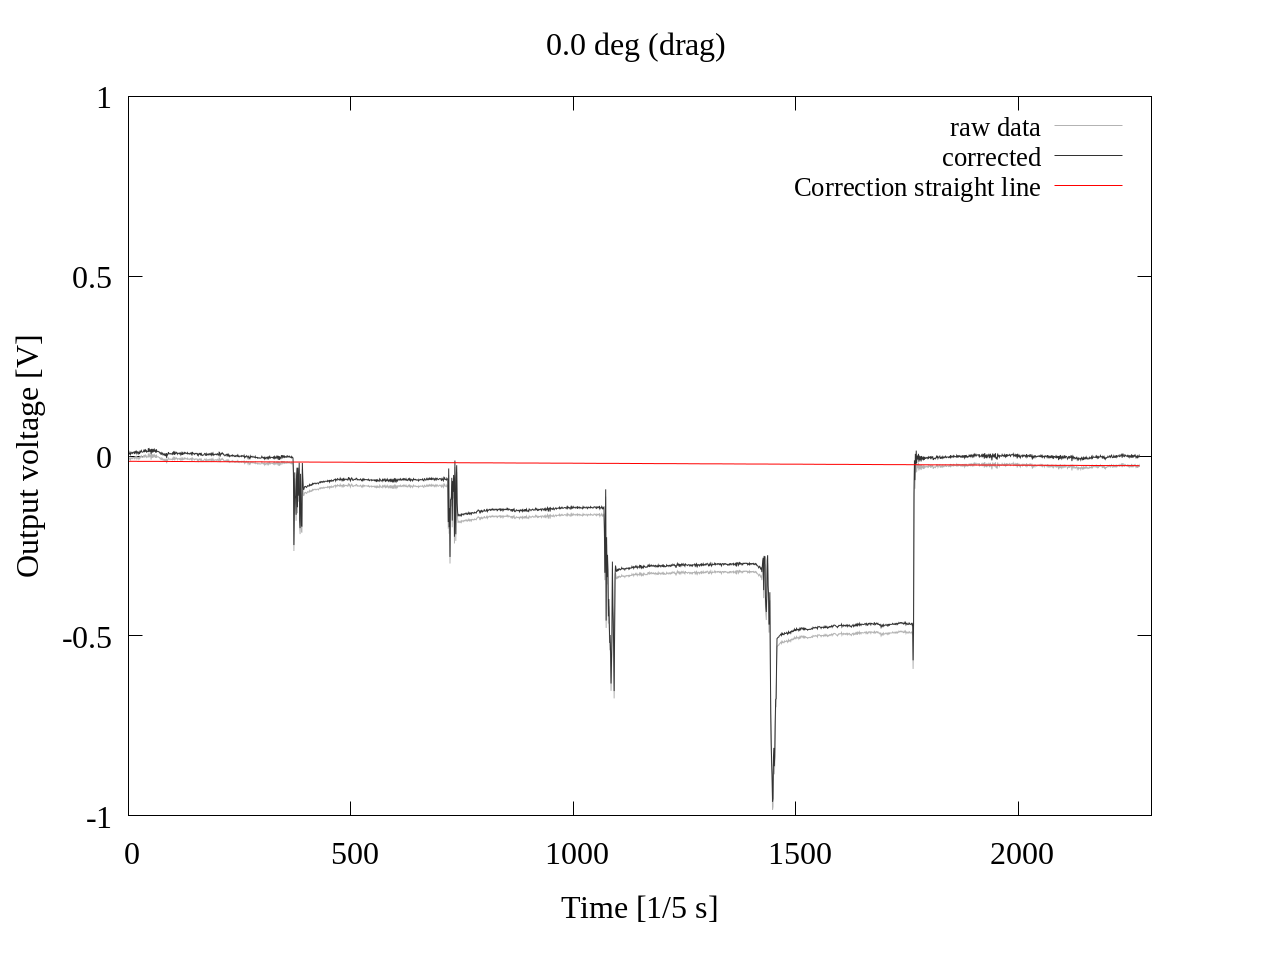 0.0 deg (drag)
1
raw data
corrected
Correction straight line
0.5
Output voltage [V]
0
-0.5
-1
0 500 1000 1500 2000
Time [1/5 s]